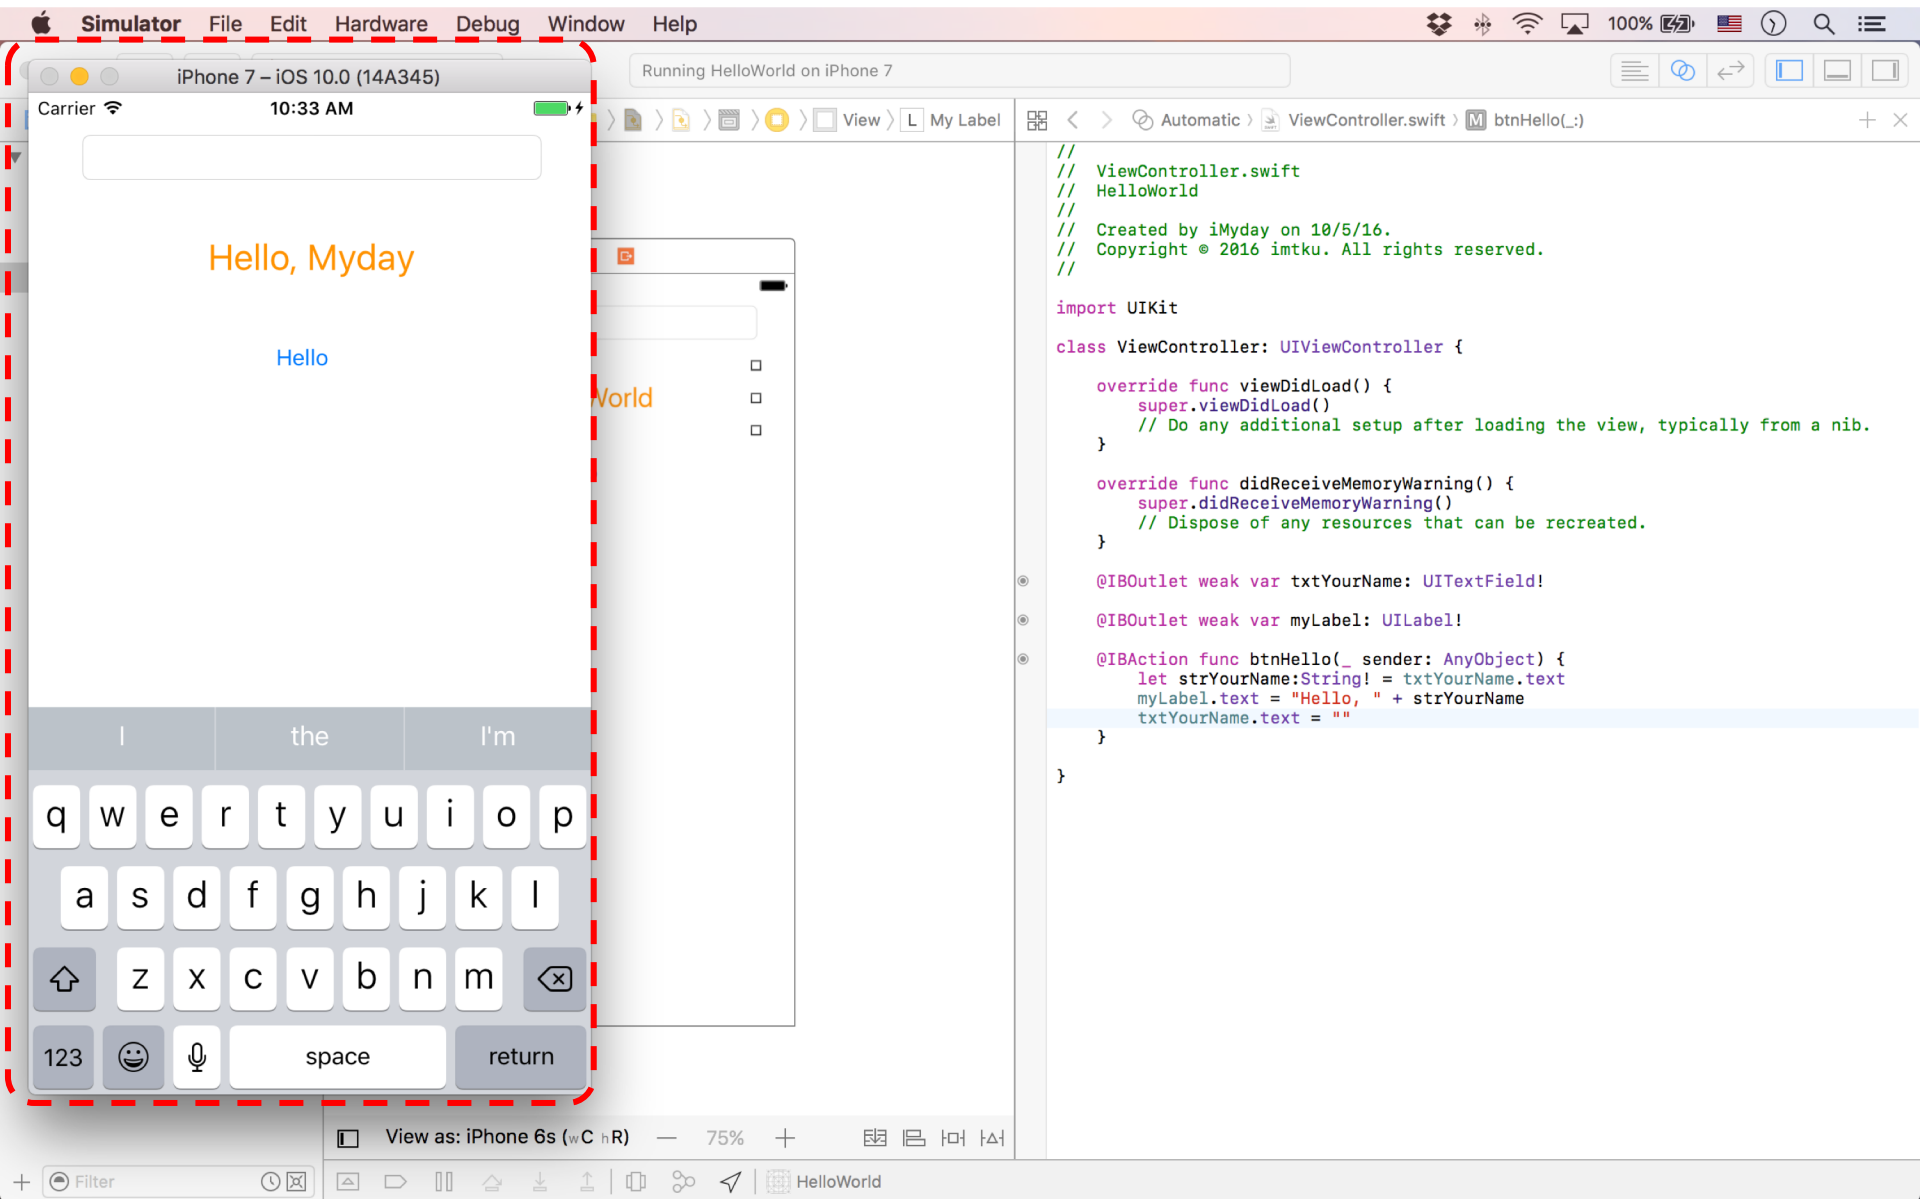 Simulator File Edit Hardware Debug Window Help 100%
iPhone 7 – iOS 10.0 (14A345)
Running HelloWorld on iPhone 7
Carrier 10:33 AM
View L My Label
Automatic ViewController.swift M btnHello(_:)
Hello, Myday
Hello
World
I the I'm
q w e r t y u i o p
a s d f g h j k l
z x c v b n m
123 space return
//
// ViewController.swift
// HelloWorld
//
// Created by iMyday on 10/5/16.
// Copyright © 2016 imtku. All rights reserved.
//
import UIKit
class ViewController: UIViewController {
override func viewDidLoad() {
super.viewDidLoad()
// Do any additional setup after loading the view, typically from a nib.
}
override func didReceiveMemoryWarning() {
super.didReceiveMemoryWarning()
// Dispose of any resources that can be recreated.
}
@IBOutlet weak var txtYourName: UITextField!
@IBOutlet weak var myLabel: UILabel!
@IBAction func btnHello(_ sender: AnyObject) {
let strYourName:String! = txtYourName.text
myLabel.text = "Hello, " + strYourName
txtYourName.text = ""
}
}
View as: iPhone 6s (wC hR) — 75% +
Filter
HelloWorld